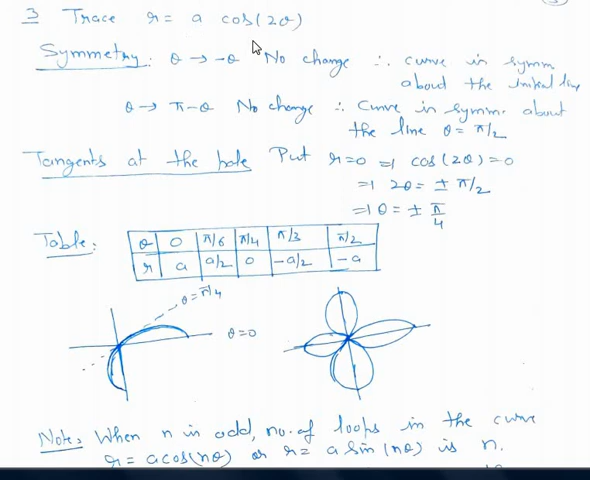 3 Trace r = a cos(2θ)
Symmetry: θ → -θ No change ∴ curve is symm
about the initial line
θ → π-θ No change ∴ Curve is symm. about
the line θ = π/2
Tangents at the pole Put r=0 ⇒ cos(2θ)=0
⇒ 2θ = ± π/2
⇒ θ = ± π/4
Table:
θ 0 π/6 π/4 π/3 π/2
r a a/2 0 -a/2 -a
θ = π/4
θ=0
Note, When n is odd, no. of loops in the curve
r = a cos(nθ) or r = a sin(nθ) is n.